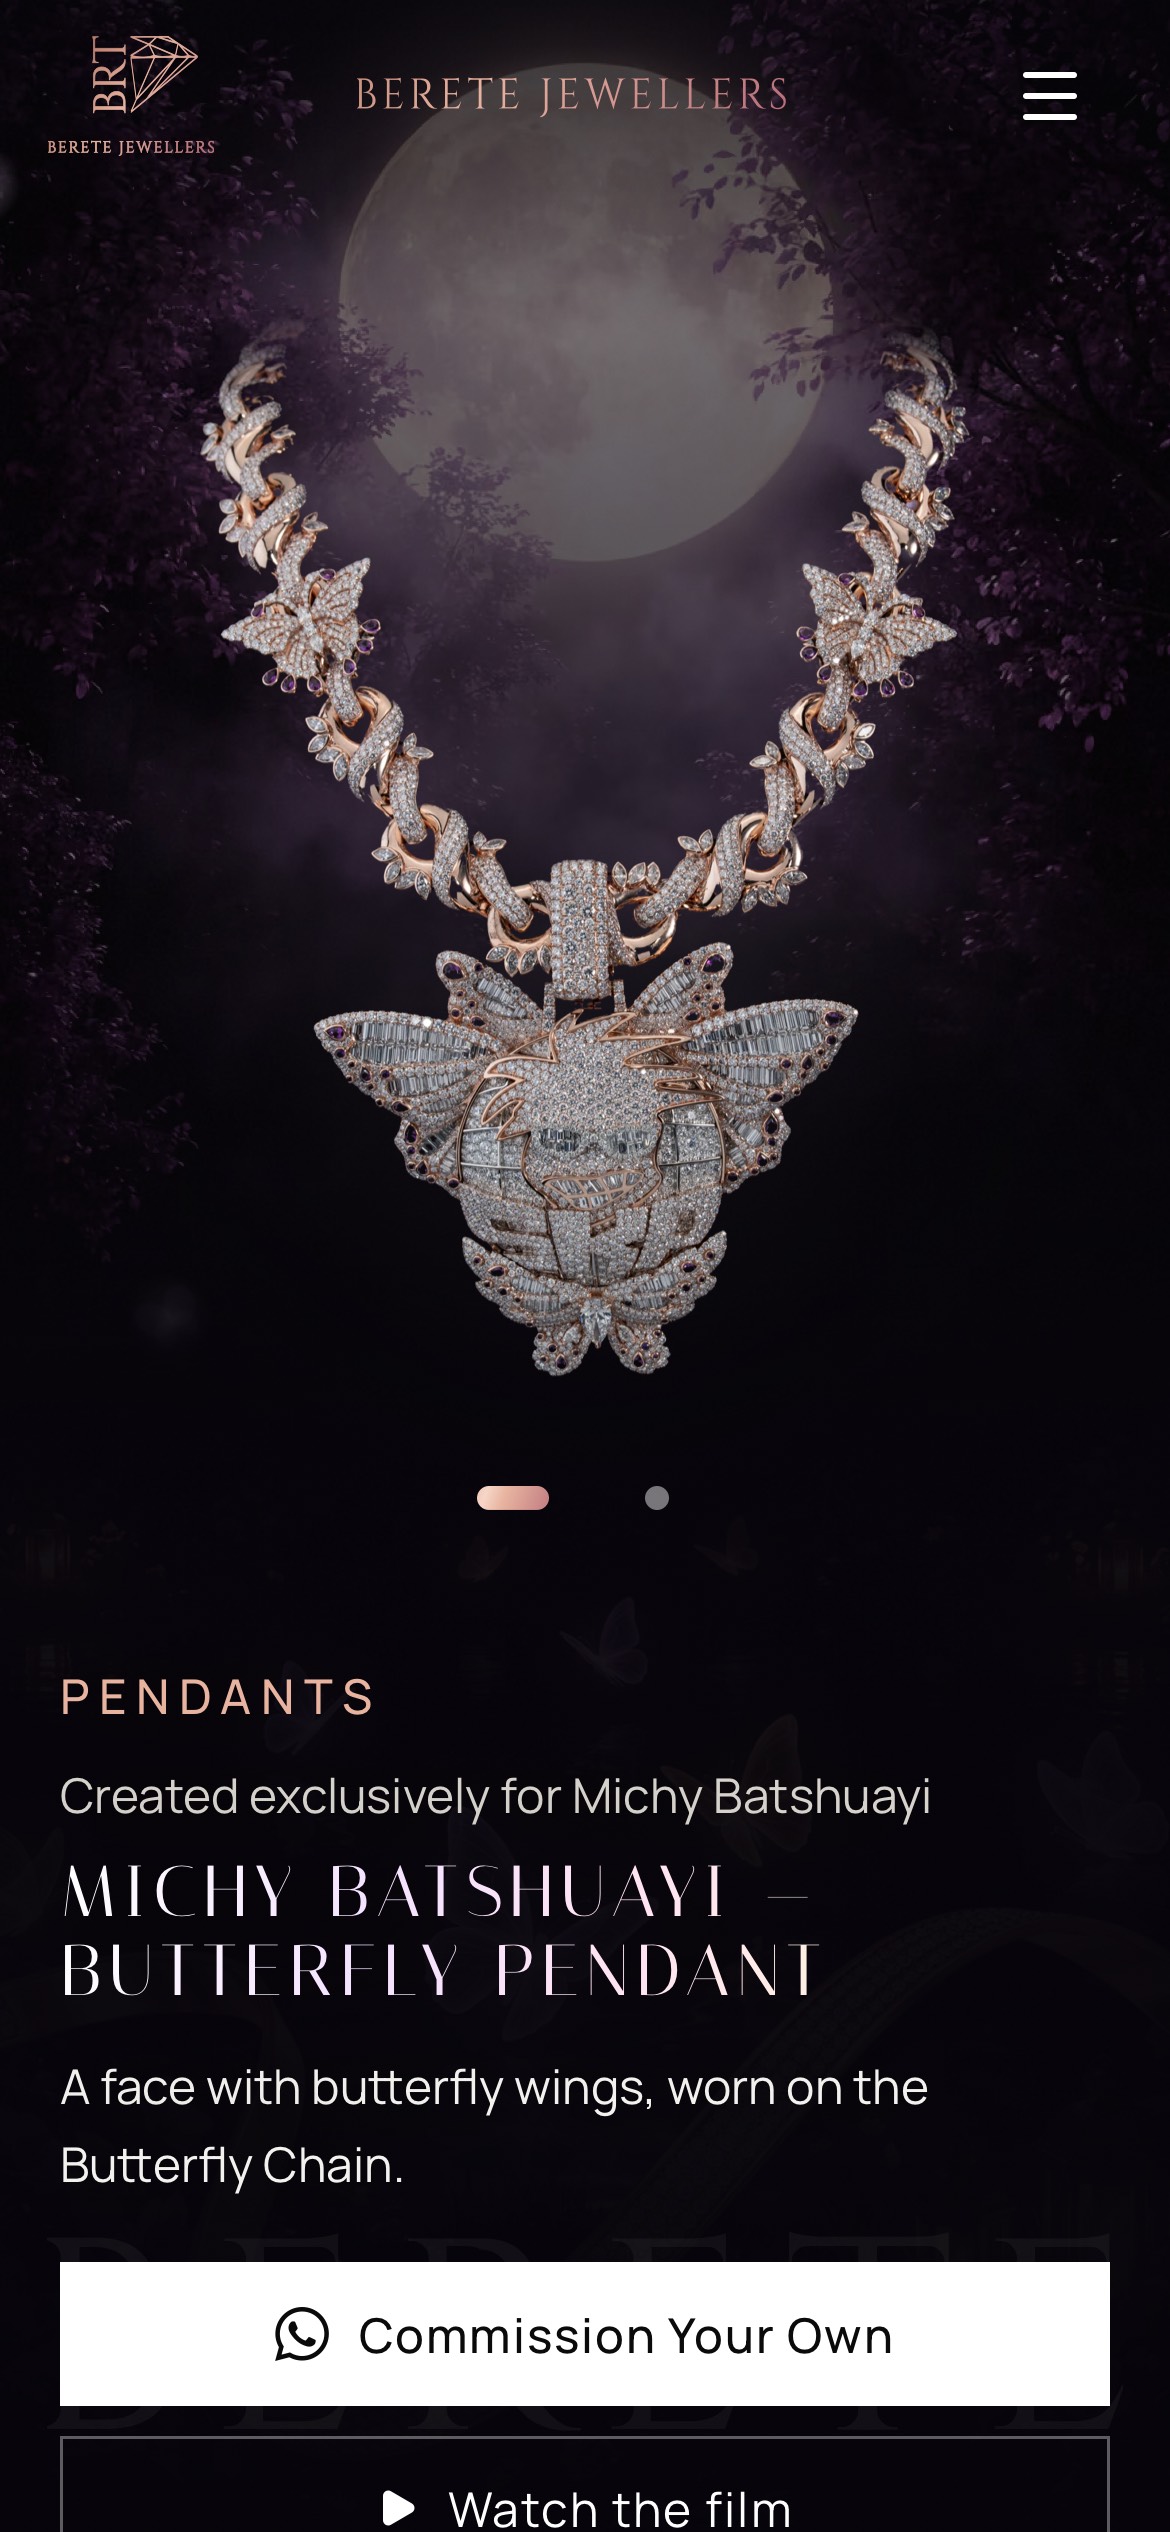 BRT
BERETE JEWELLERS
BERETE JEWELLERS
PENDANTS
Created exclusively for Michy Batshuayi
MICHY BATSHUAYI –
BUTTERFLY PENDANT
A face with butterfly wings, worn on the
Butterfly Chain.
BERETE
Commission Your Own
Watch the film